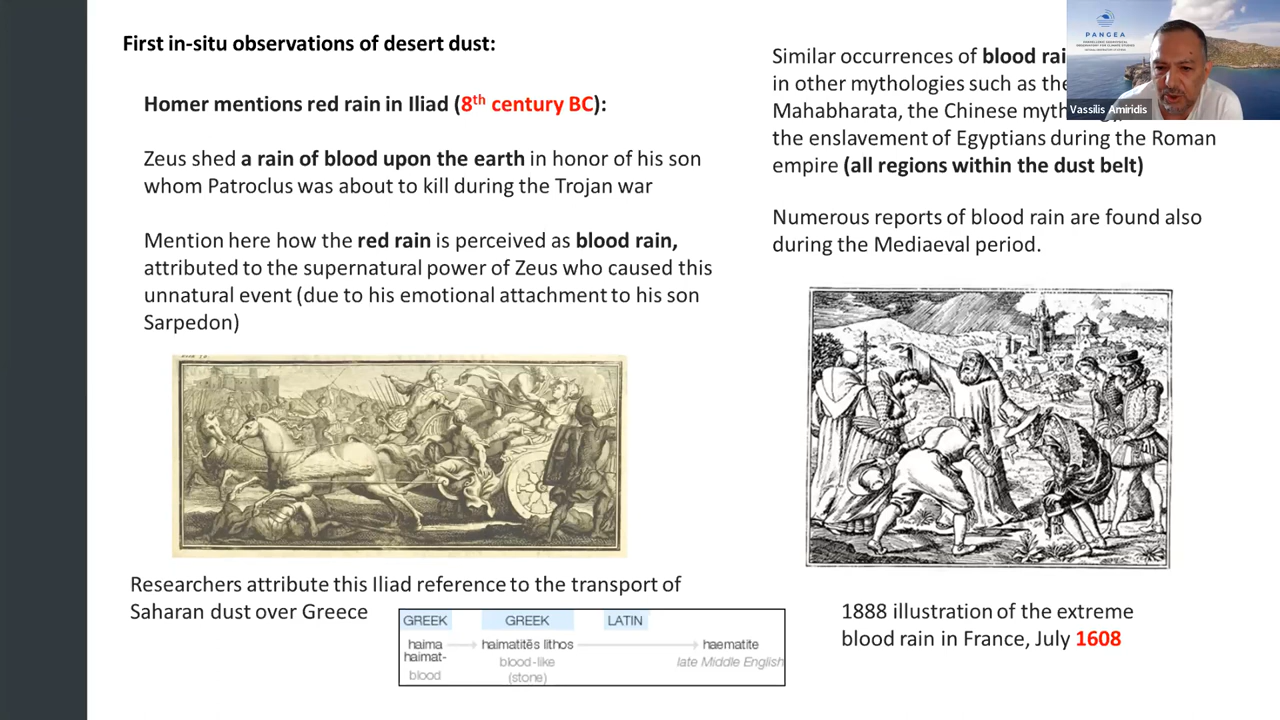 First in-situ observations of desert dust:
Homer mentions red rain in Iliad (8th century BC):
Zeus shed a rain of blood upon the earth in honor of his son
whom Patroclus was about to kill during the Trojan war
Mention here how the red rain is perceived as blood rain,
attributed to the supernatural power of Zeus who caused this
unnatural event (due to his emotional attachment to his son
Sarpedon)
Researchers attribute this Iliad reference to the transport of
Saharan dust over Greece
GREEK GREEK LATIN
haima haimatitēs lithos haematite
haimat- blood-like late Middle English
blood (stone)
Similar occurrences of blood rai
in other mythologies such as the
Mahabharata, the Chinese myth
the enslavement of Egyptians during the Roman
empire (all regions within the dust belt)
Numerous reports of blood rain are found also
during the Mediaeval period.
1888 illustration of the extreme
blood rain in France, July 1608
PANGEA
Vassilis Amiridis